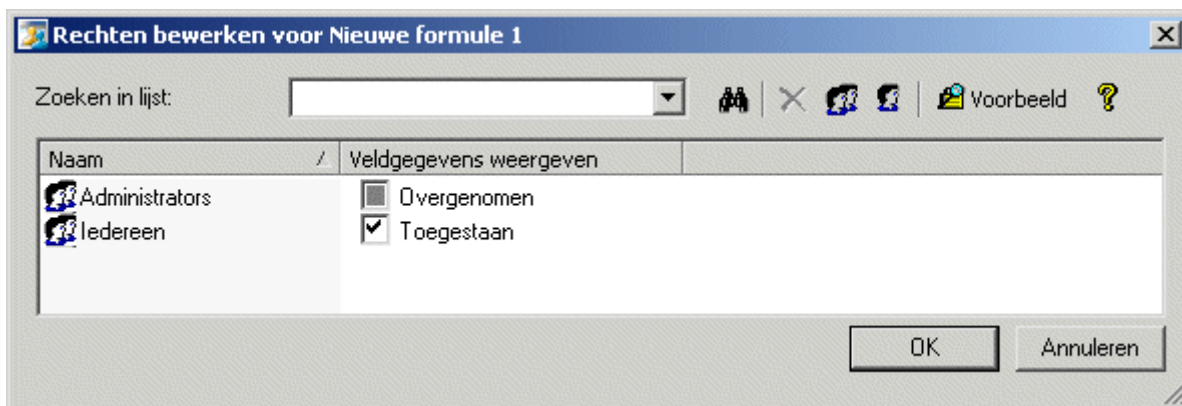 Rechten bewerken voor Nieuwe formule 1
Zoeken in lijst: Voorbeeld
Naam Veldgegevens weergeven
Administrators Overgenomen
Iedereen Toegestaan
OK Annuleren